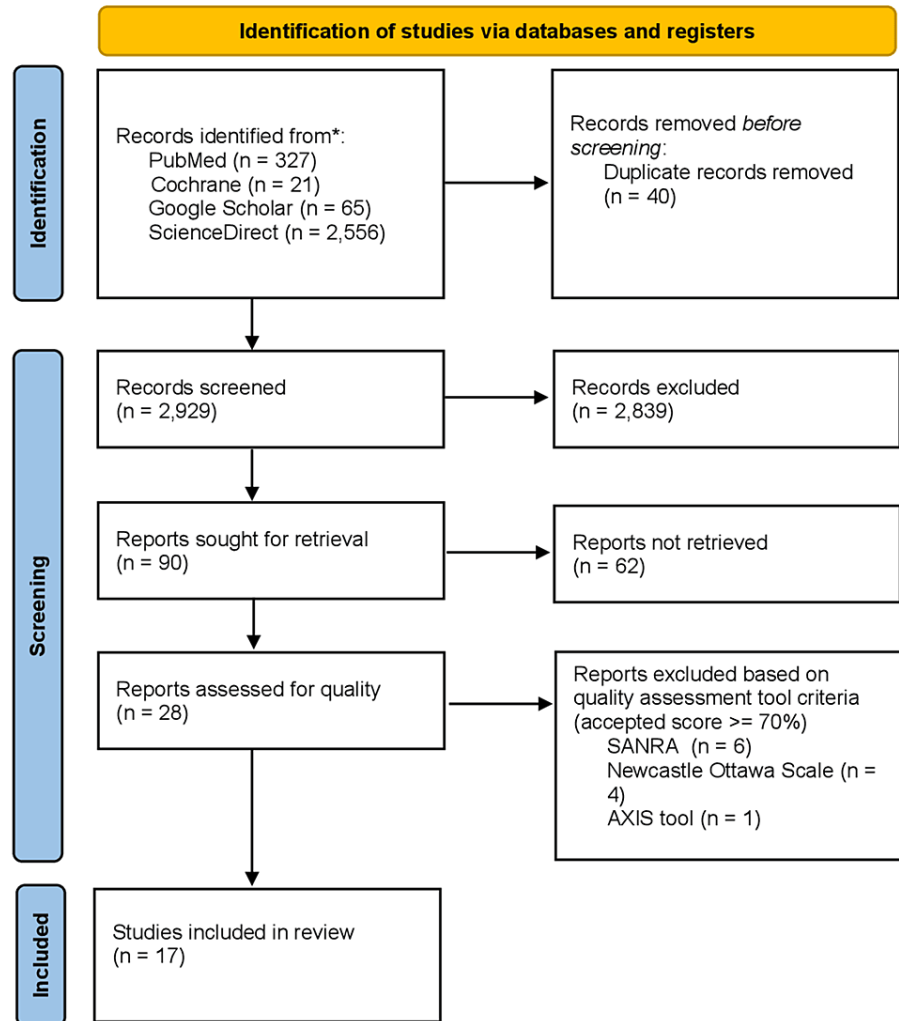 Identification of studies via databases and registers
Identification
Records identified from*:
PubMed (n = 327)
Cochrane (n = 21)
Google Scholar (n = 65)
ScienceDirect (n = 2,556)
Records removed before
screening:
Duplicate records removed
(n = 40)
Screening
Records screened
(n = 2,929)
Records excluded
(n = 2,839)
Reports sought for retrieval
(n = 90)
Reports not retrieved
(n = 62)
Reports assessed for quality
(n = 28)
Reports excluded based on
quality assessment tool criteria
(accepted score >= 70%)
SANRA (n = 6)
Newcastle Ottawa Scale (n =
4)
AXIS tool (n = 1)
Included
Studies included in review
(n = 17)